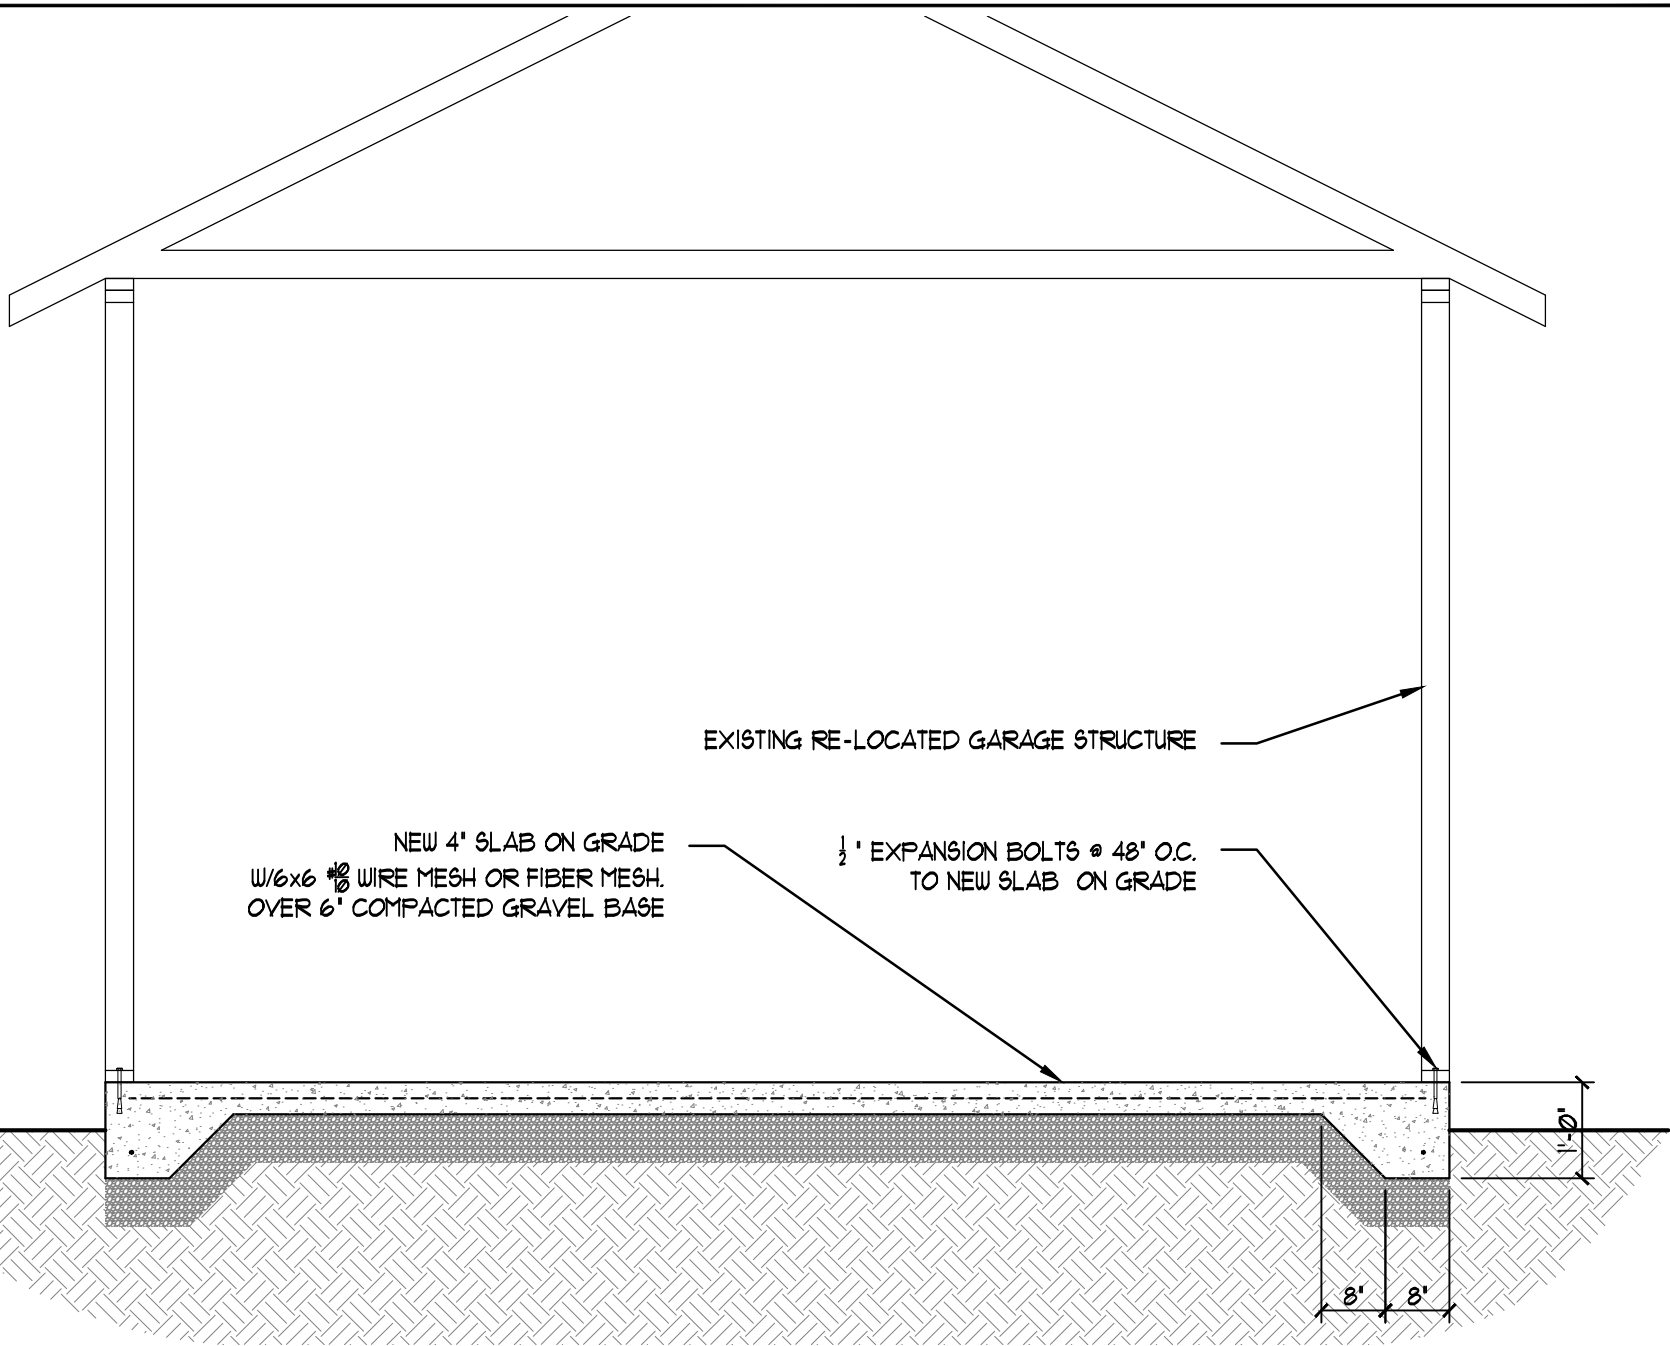 EXISTING RE-LOCATED GARAGE STRUCTURE
NEW 4" SLAB ON GRADE
W/6x6 #10/10 WIRE MESH OR FIBER MESH.
OVER 6" COMPACTED GRAVEL BASE
1/2 " EXPANSION BOLTS @ 48" O.C.
TO NEW SLAB ON GRADE
1'-0"
8"
8"